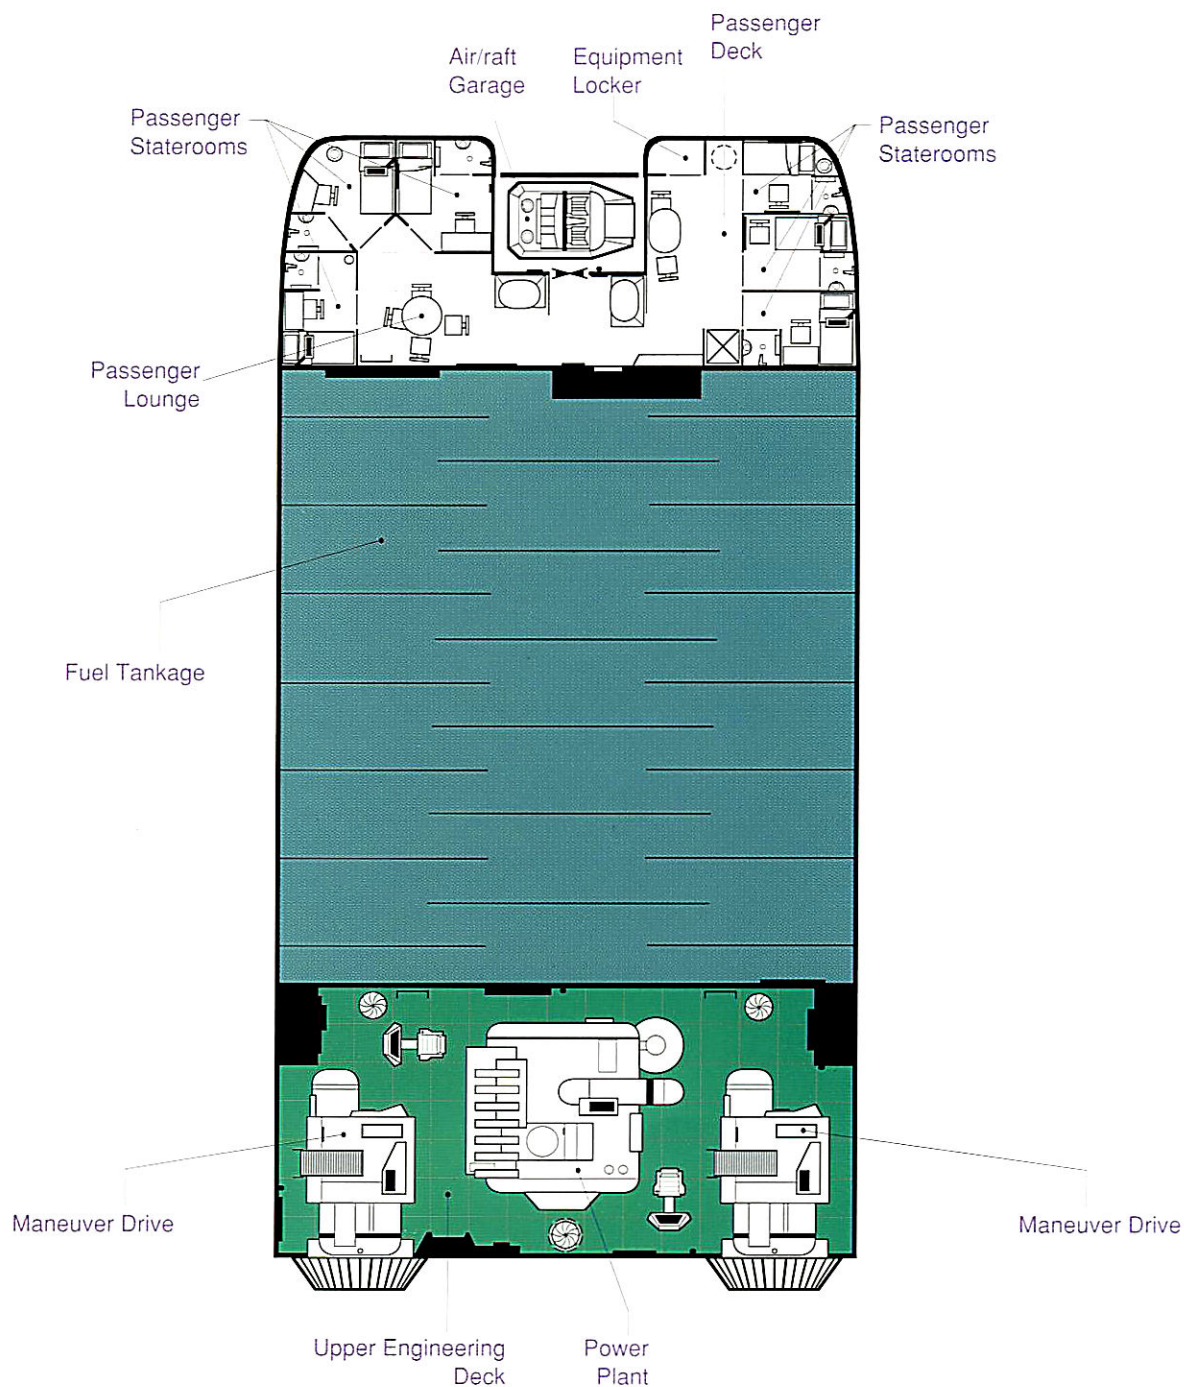 Passenger
Deck
Air/raft
Garage
Equipment
Locker
Passenger
Staterooms
Passenger
Staterooms
Passenger
Lounge
Fuel Tankage
Maneuver Drive
Maneuver Drive
Upper Engineering
Deck
Power
Plant